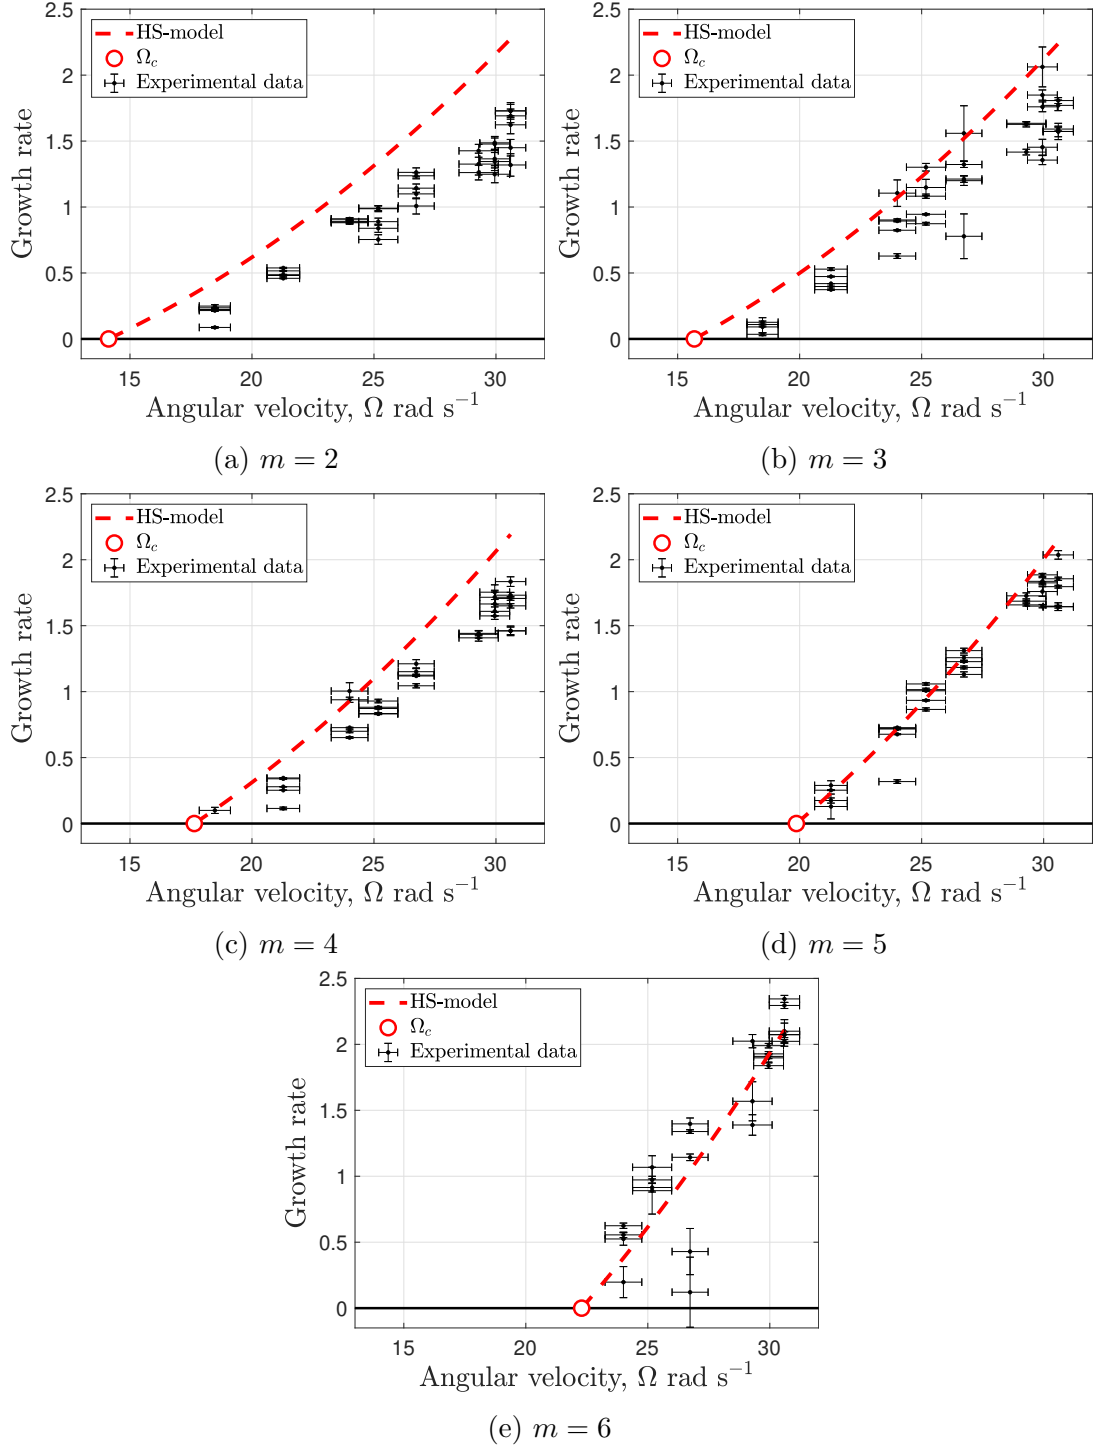 2.5
2
1.5
1
0.5
0
Growth rate
HS-model
Ω_c
Experimental data
15 20 25 30
Angular velocity, Ω rad s⁻¹
(a) m = 2
2.5
2
1.5
1
0.5
0
Growth rate
HS-model
Ω_c
Experimental data
15 20 25 30
Angular velocity, Ω rad s⁻¹
(b) m = 3
2.5
2
1.5
1
0.5
0
Growth rate
HS-model
Ω_c
Experimental data
15 20 25 30
Angular velocity, Ω rad s⁻¹
(c) m = 4
2.5
2
1.5
1
0.5
0
Growth rate
HS-model
Ω_c
Experimental data
15 20 25 30
Angular velocity, Ω rad s⁻¹
(d) m = 5
2.5
2
1.5
1
0.5
0
Growth rate
HS-model
Ω_c
Experimental data
15 20 25 30
Angular velocity, Ω rad s⁻¹
(e) m = 6